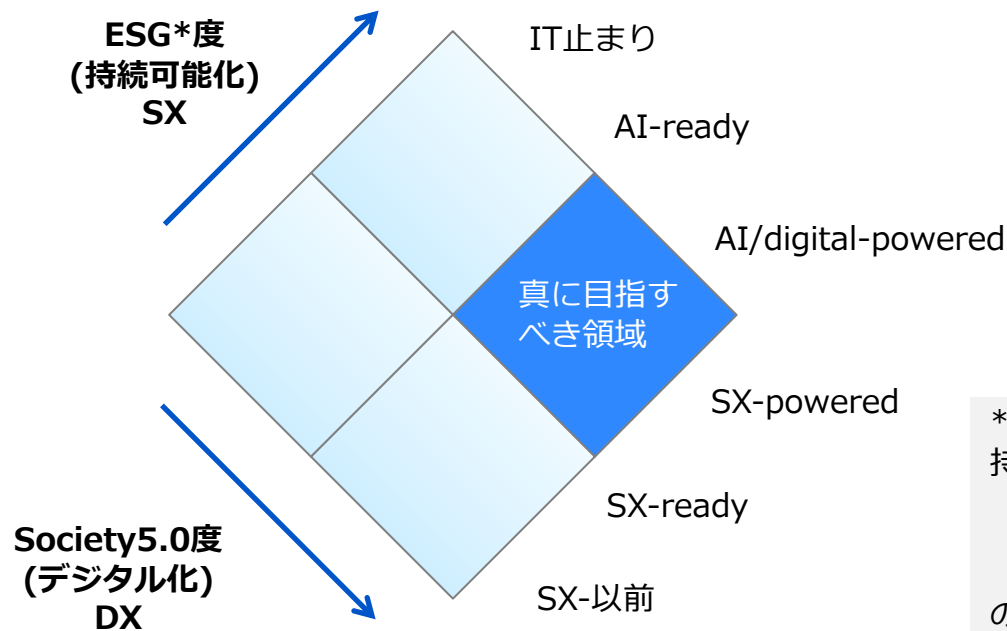 ESG*度
(持続可能化)
SX
IT止まり
AI-ready
AI/digital-powered
真に目指す
べき領域
SX-powered
*
SX-ready
Society5.0度
(デジタル化)
DX
SX-以前
の